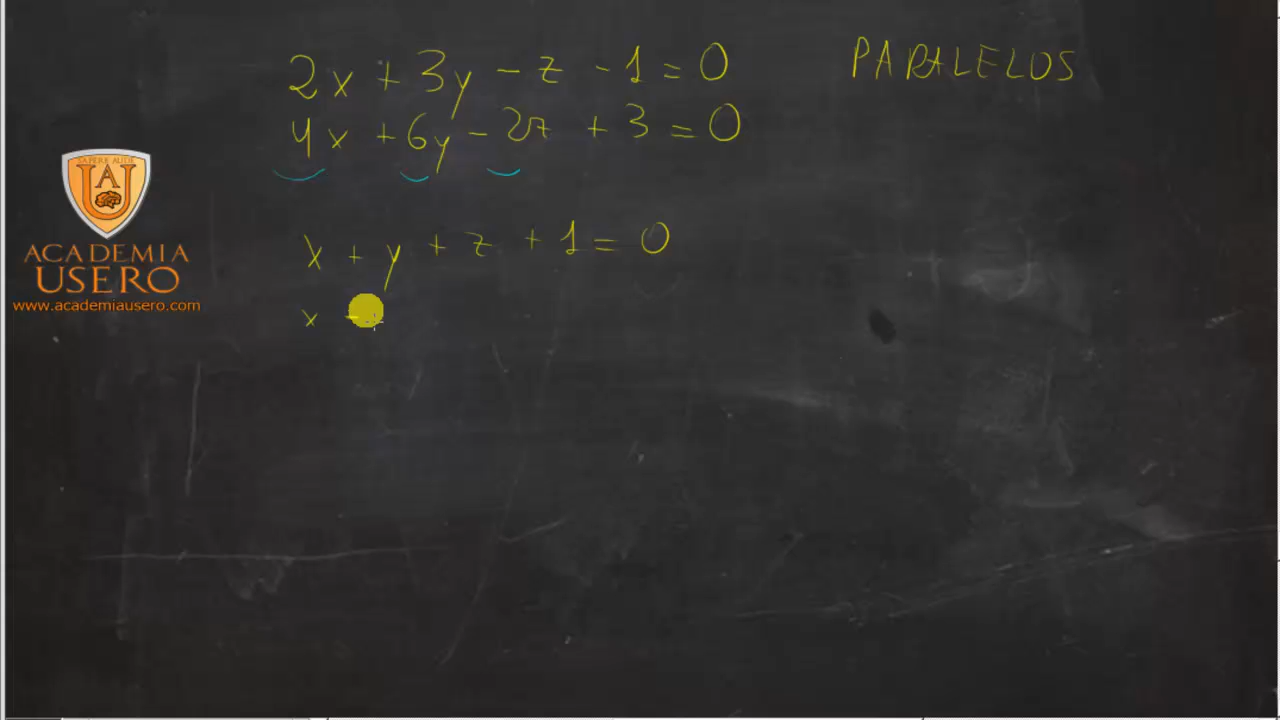 2x + 3y - z - 1 = 0 PARALELOS
4x + 6y - 2z + 3 = 0
SAPERE AUDE
UA
ACADEMIA
USERO
www.academiausero.com
x + y + z + 1 = 0
x -